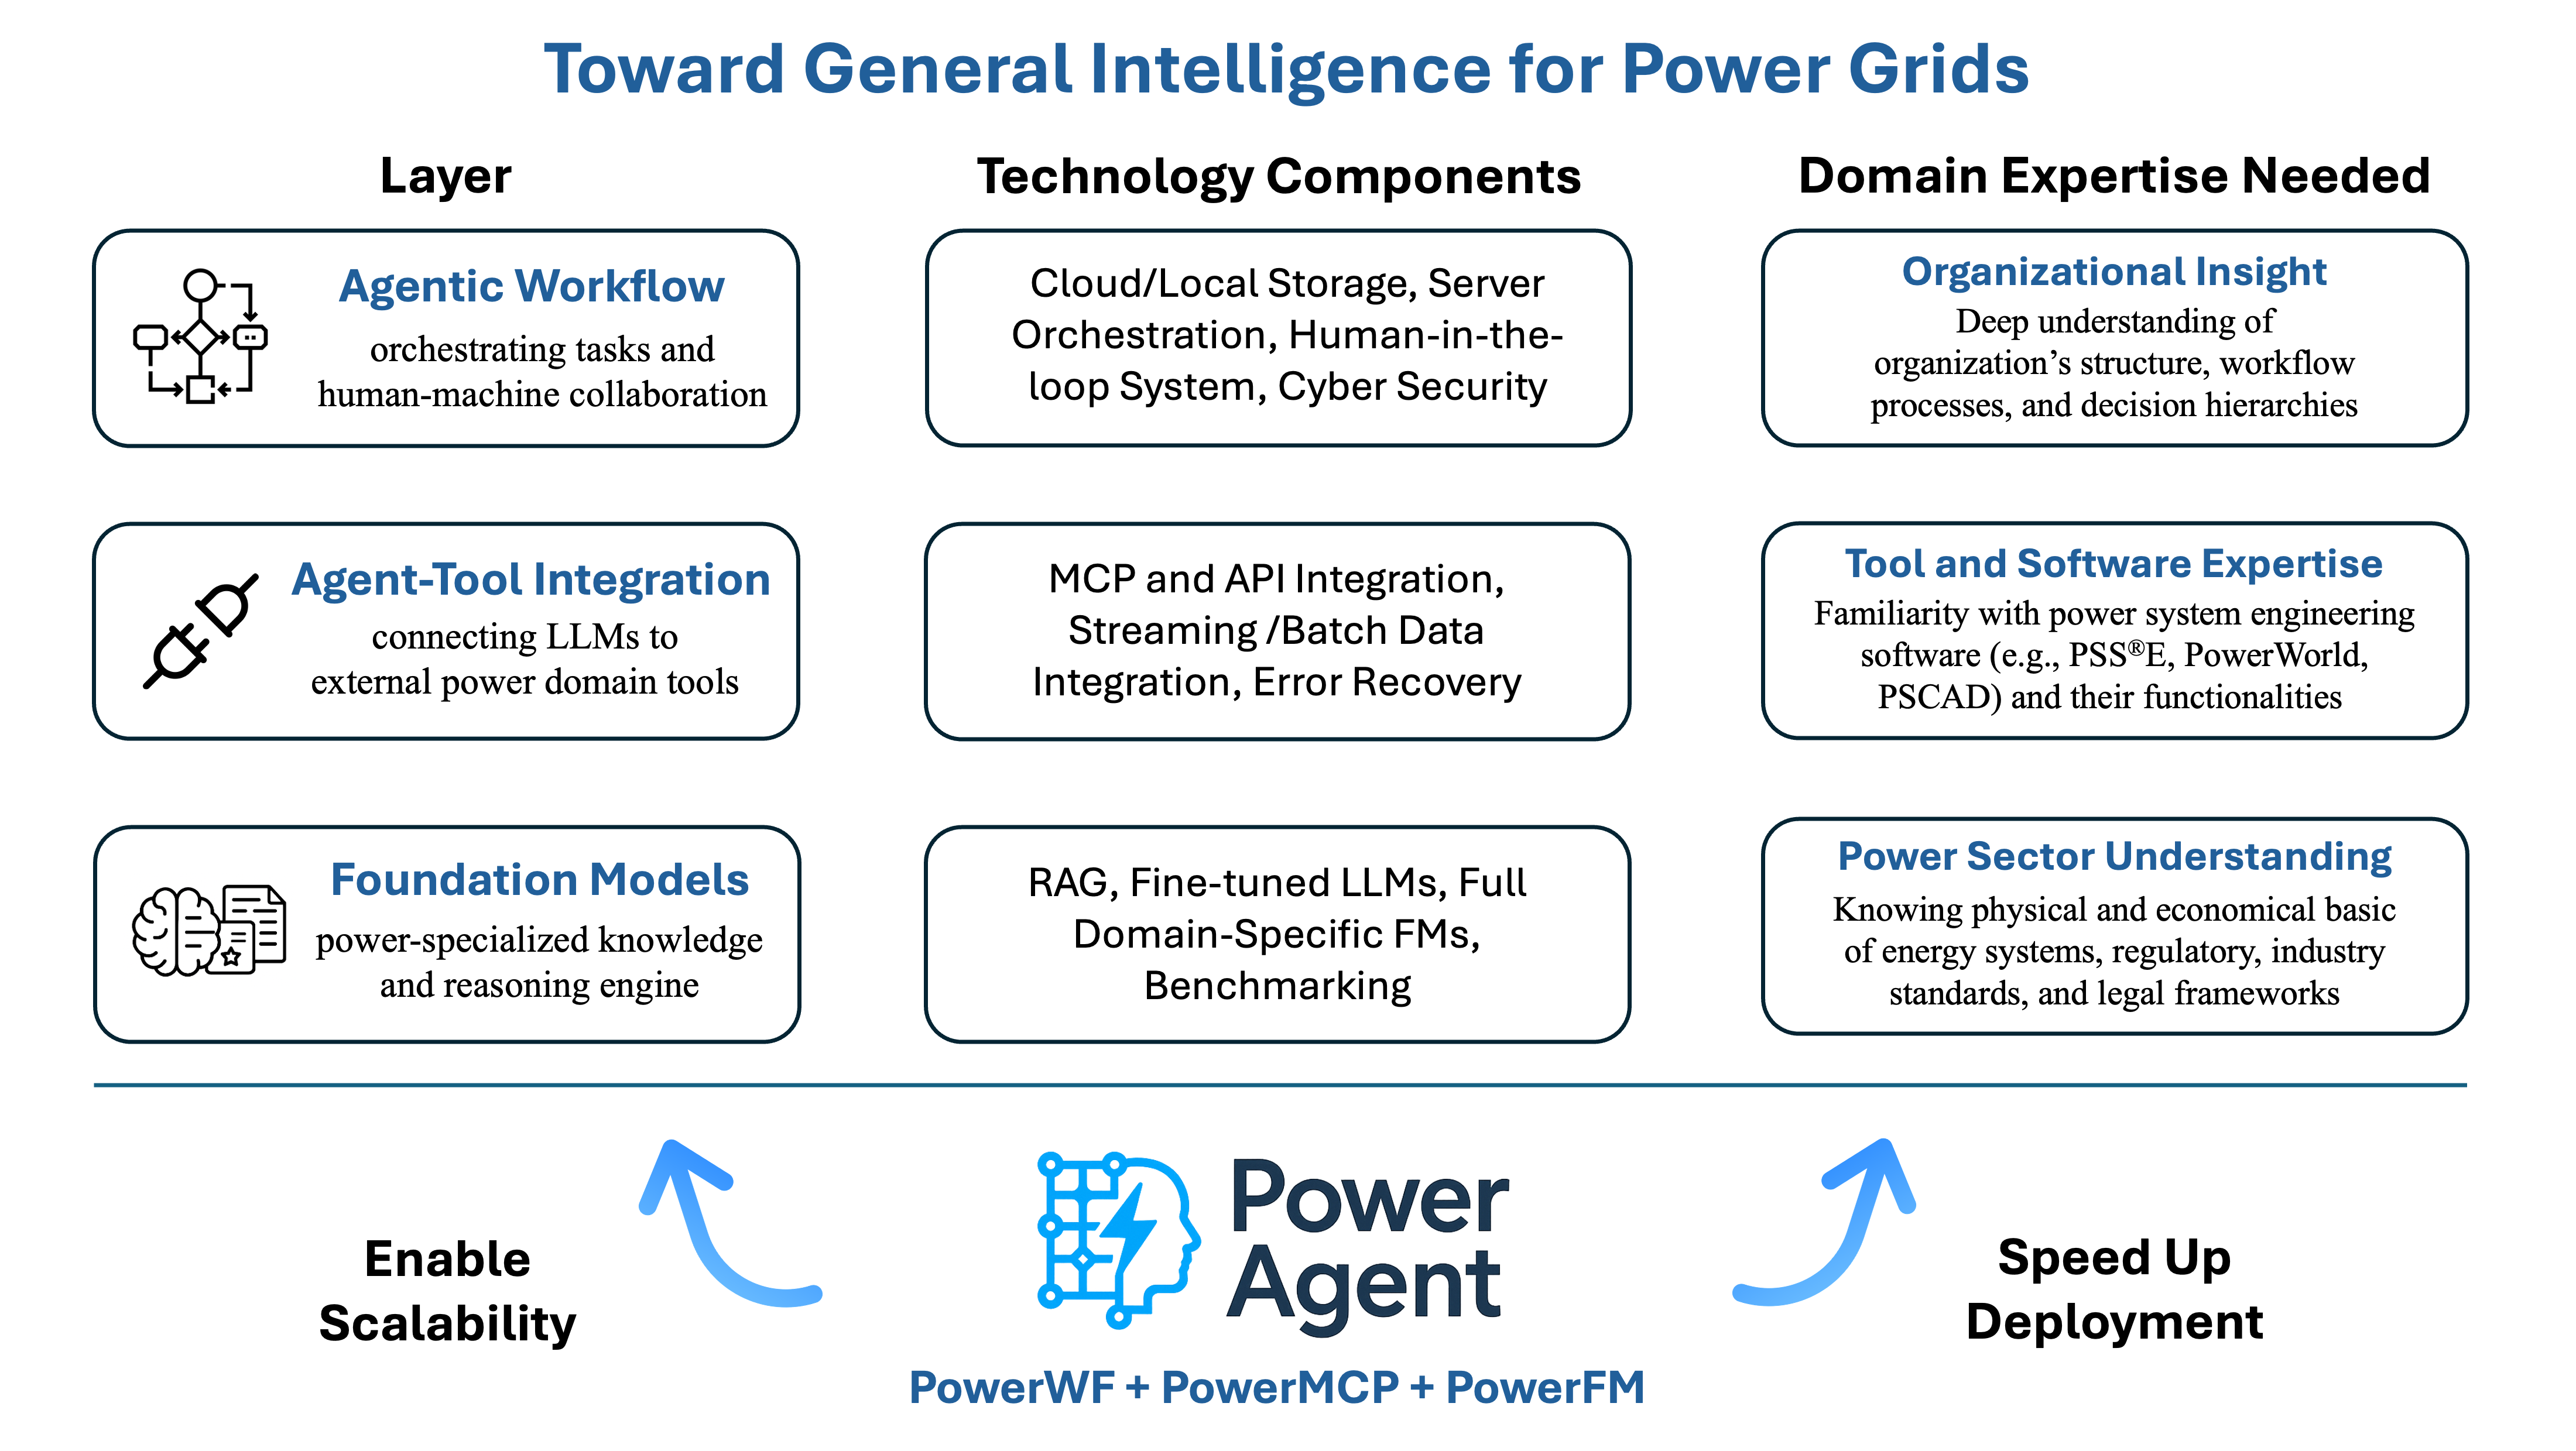 Toward General Intelligence for Power Grids
Layer
Technology Components
Domain Expertise Needed
Agentic Workflow
orchestrating tasks and
human-machine collaboration
Cloud/Local Storage, Server
Orchestration, Human-in-the-
loop System, Cyber Security
Organizational Insight
Deep understanding of
organization’s structure, workflow
processes, and decision hierarchies
Agent-Tool Integration
connecting LLMs to
external power domain tools
MCP and API Integration,
Streaming /Batch Data
Integration, Error Recovery
Tool and Software Expertise
Familiarity with power system engineering
software (e.g., PSS®E, PowerWorld,
PSCAD) and their functionalities
Foundation Models
power-specialized knowledge
and reasoning engine
RAG, Fine-tuned LLMs, Full
Domain-Specific FMs,
Benchmarking
Power Sector Understanding
Knowing physical and economical basic
of energy systems, regulatory, industry
standards, and legal frameworks
Enable
Scalability
Power
Agent
PowerWF + PowerMCP + PowerFM
Speed Up
Deployment